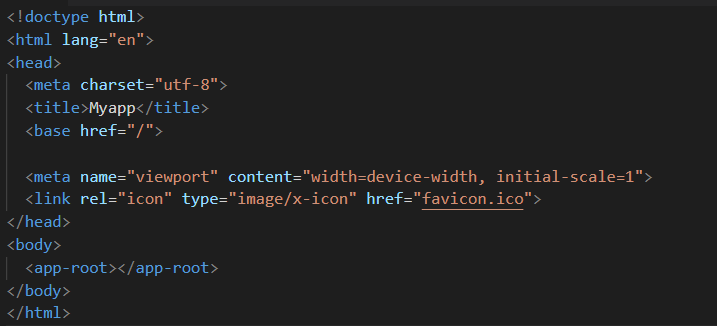 <!doctype html>
<html lang="en">
<head>
  <meta charset="utf-8">
  <title>Myapp</title>
  <base href="/">

  <meta name="viewport" content="width=device-width, initial-scale=1">
  <link rel="icon" type="image/x-icon" href="favicon.ico">
</head>
<body>
  <app-root></app-root>
</body>
</html>